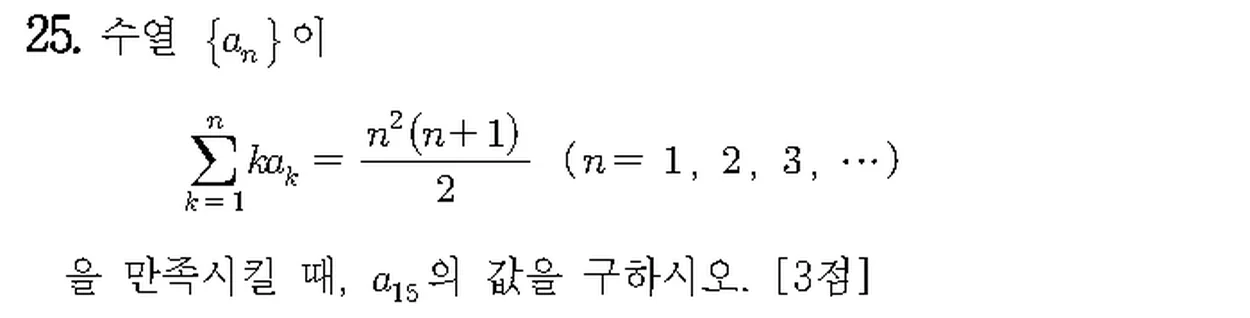 25. 수열 {aₙ}이
∑ₖ₌₁ⁿ kaₖ = n²(n+1)/2 (n= 1, 2, 3, ⋯)
을 만족시킬 때, a₁₅의 값을 구하시오. [3점]